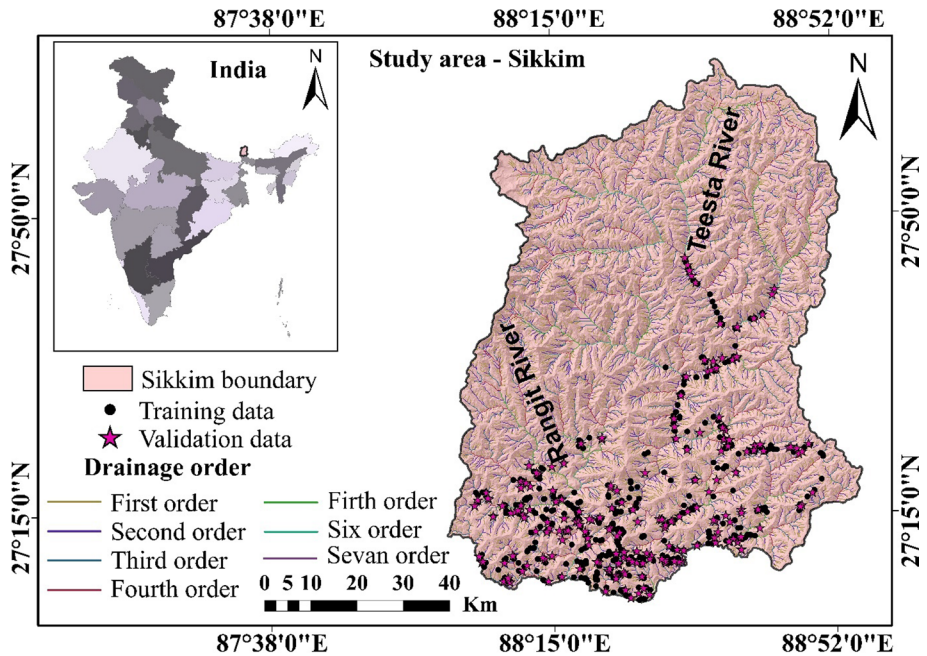 87°38'0"E 88°15'0"E 88°52'0"E
India
N
Study area - Sikkim
N
Teesta River
27°50'0"N
27°50'0"N
Rangit River
Sikkim boundary
Training data
Validation data
Drainage order
First order
Second order
Third order
Fourth order
Firth order
Six order
Sevan order
0 5 10 20 30 40
Km
27°15'0"N
27°15'0"N
87°38'0"E 88°15'0"E 88°52'0"E